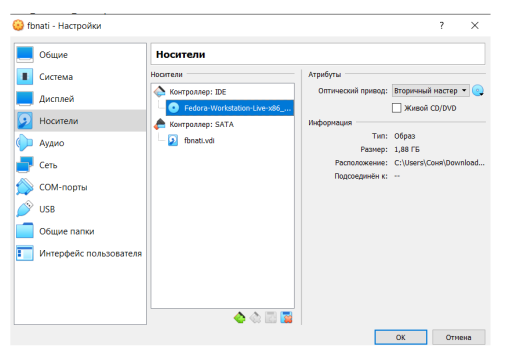 fbnati - Настройки
?
Общие
Система
Дисплей
Носители
Аудио
Сеть
COM-порты
USB
Общие папки
Интерфейс пользователя
Носители
Носители
Контроллер: IDE
Fedora-Workstation-Live-x86_...
Контроллер: SATA
fbnati.vdi
Атрибуты
Оптический привод: Вторичный мастер
Живой CD/DVD
Информация
Тип: Образ
Размер: 1,88 ГБ
Расположение: C:\Users\Соня\Download...
Подсоединён к: --
ОК
Отмена